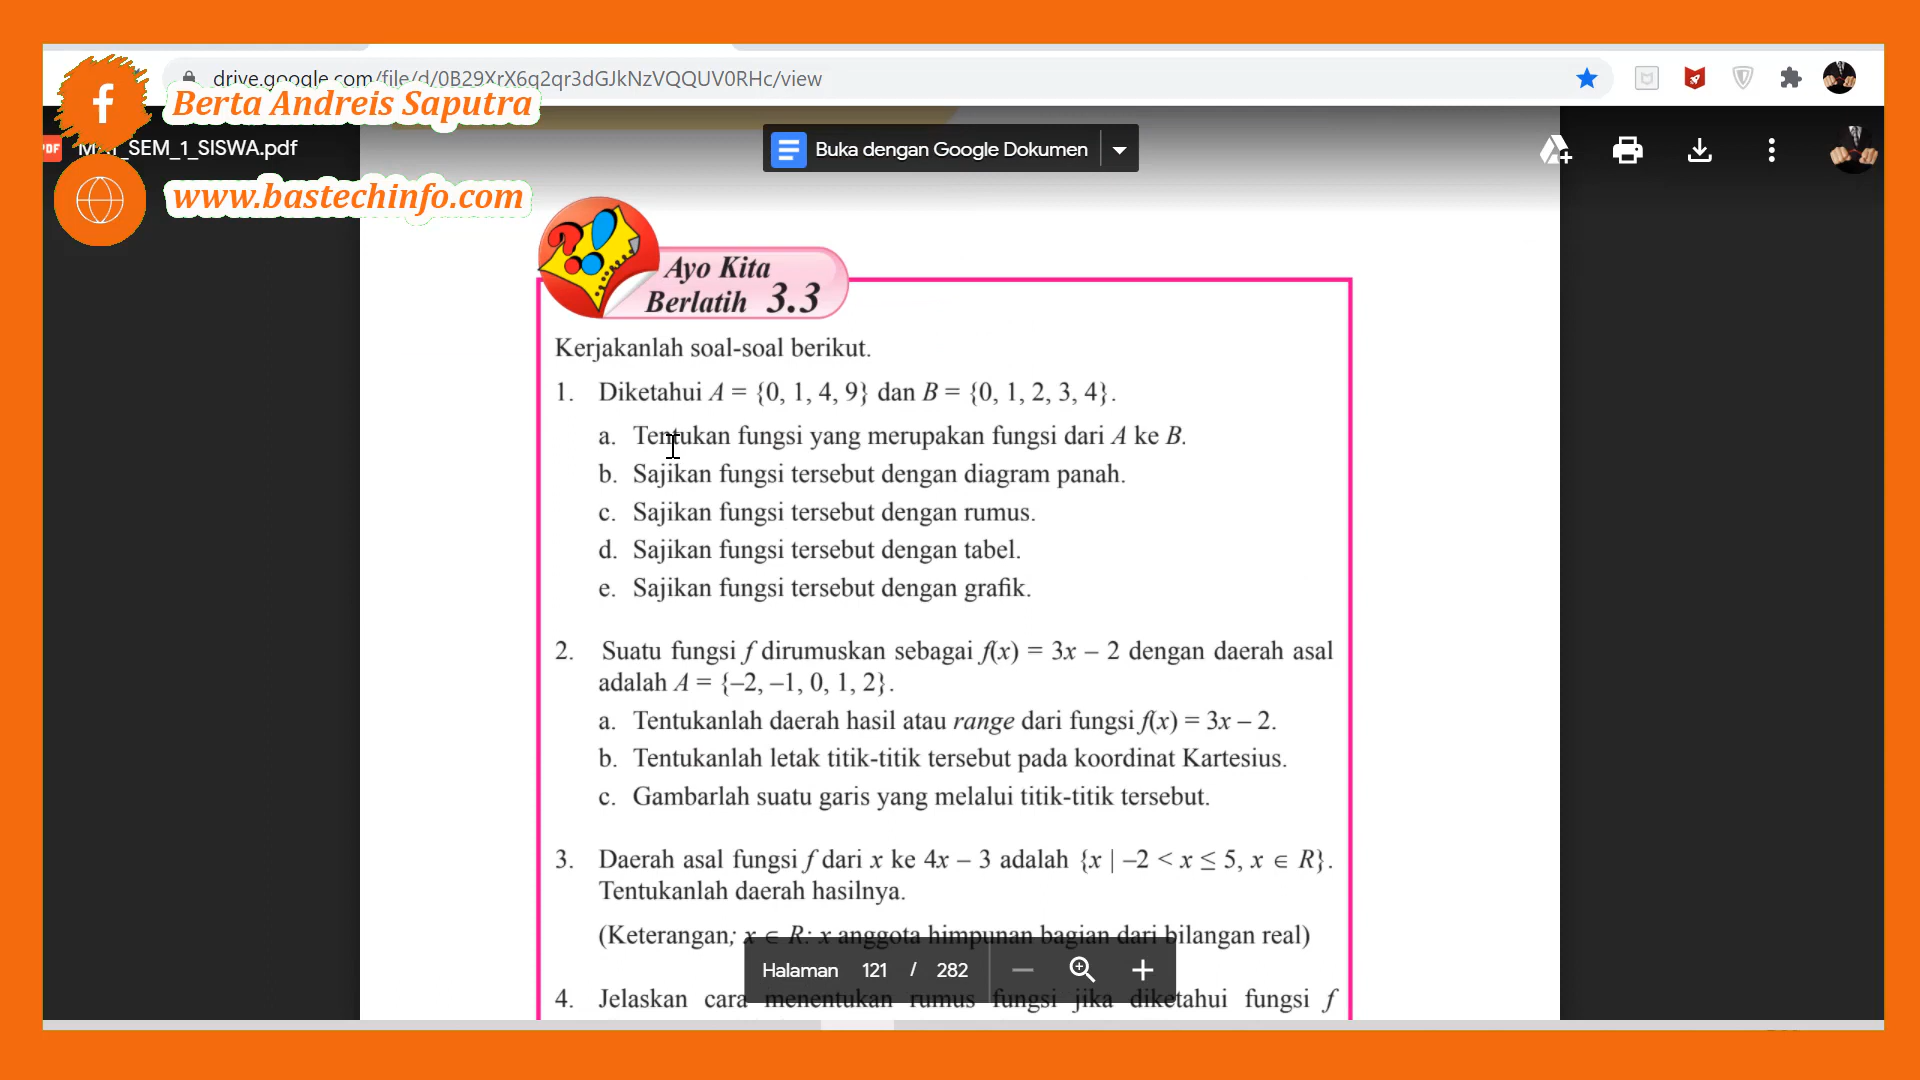 drive.google.com/file/d/0B29XrX6q2qr3dGJkNzVQQUV0RHc/view
Berta Andreis Saputra
PDF
MAT_SEM_1_SISWA.pdf
Buka dengan Google Dokumen
www.bastechinfo.com
Ayo Kita
Berlatih 3.3
Kerjakanlah soal-soal berikut.
1. Diketahui A = {0, 1, 4, 9} dan B = {0, 1, 2, 3, 4}.
a. Tentukan fungsi yang merupakan fungsi dari A ke B.
b. Sajikan fungsi tersebut dengan diagram panah.
c. Sajikan fungsi tersebut dengan rumus.
d. Sajikan fungsi tersebut dengan tabel.
e. Sajikan fungsi tersebut dengan grafik.
2. Suatu fungsi f dirumuskan sebagai f(x) = 3x – 2 dengan daerah asal
adalah A = {–2, –1, 0, 1, 2}.
a. Tentukanlah daerah hasil atau range dari fungsi f(x) = 3x – 2.
b. Tentukanlah letak titik-titik tersebut pada koordinat Kartesius.
c. Gambarlah suatu garis yang melalui titik-titik tersebut.
3. Daerah asal fungsi f dari x ke 4x – 3 adalah {x | –2 < x ≤ 5, x ∈ R}.
Tentukanlah daerah hasilnya.
(Keterangan; x ∈ R: x anggota himpunan bagian dari bilangan real)
Halaman 121 / 282
4. Jelaskan cara menentukan rumus fungsi jika diketahui fungsi f